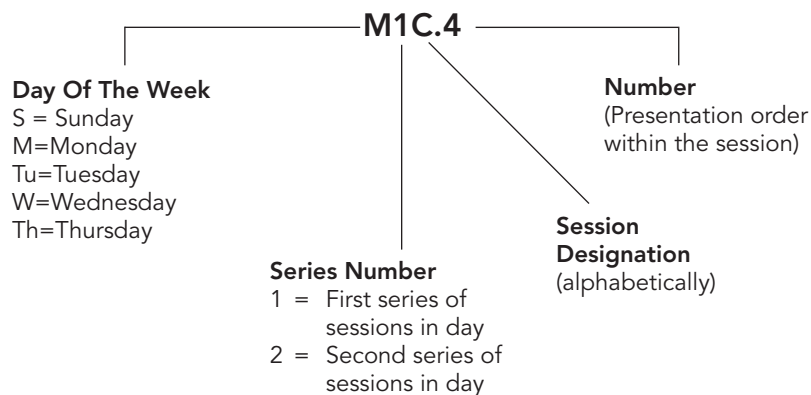 M1C.4
Day Of The Week
S = Sunday
M=Monday
Tu=Tuesday
W=Wednesday
Th=Thursday
Series Number
1 = First series of
sessions in day
2 = Second series of
sessions in day
Session
Designation
(alphabetically)
Number
(Presentation order
within the session)